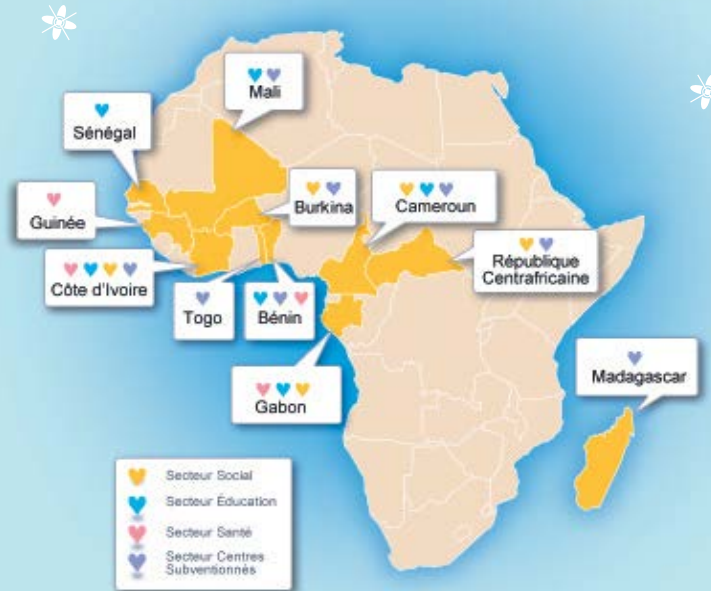 Mali
Sénégal
Burkina
Cameroun
Guinée
République
Centrafricaine
Côte d'Ivoire
Togo
Bénin
Madagascar
Gabon
Secteur Social
Secteur Éducation
Secteur Santé
Secteur Centres
Subventionnés